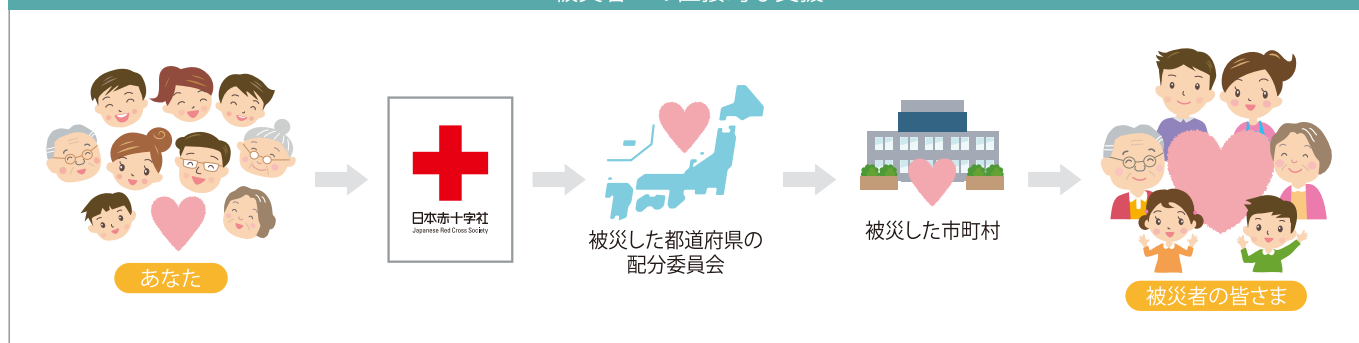 あなた
日本赤十字社
Japanese Red Cross Society
被災した都道府県の
配分委員会
被災した市町村
被災者の皆さま